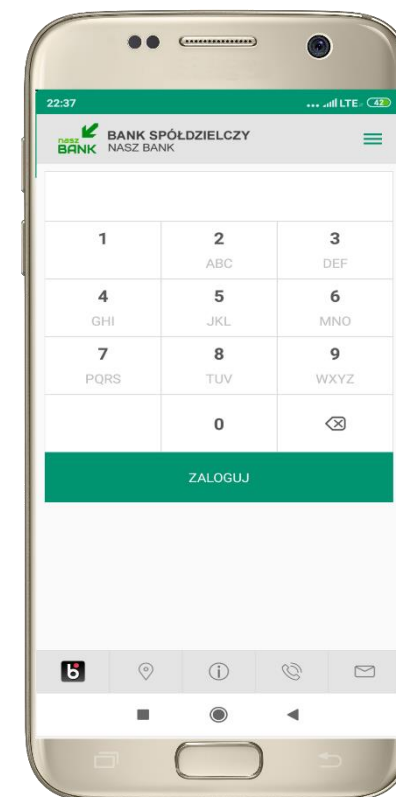 22:37 ... LTE 42
nasz BANK
BANK SPÓŁDZIELCZY
NASZ BANK
1 2 3
ABC DEF
4 5 6
GHI JKL MNO
7 8 9
PQRS TUV WXYZ
0
ZALOGUJ
b
i